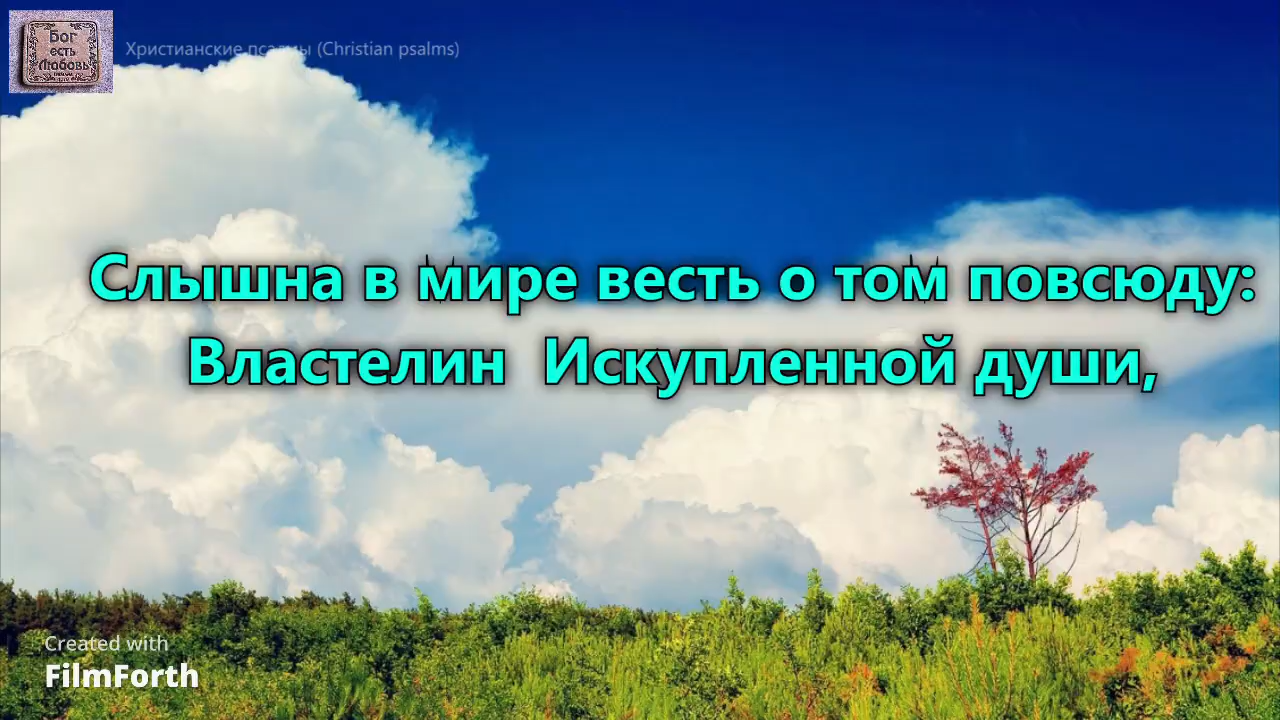 Бог
есть
Любовь
Христианские псалмы (Christian psalms)
Слышна в мире весть о том повсюду:
Властелин Искупленной души,
Created with
FilmForth